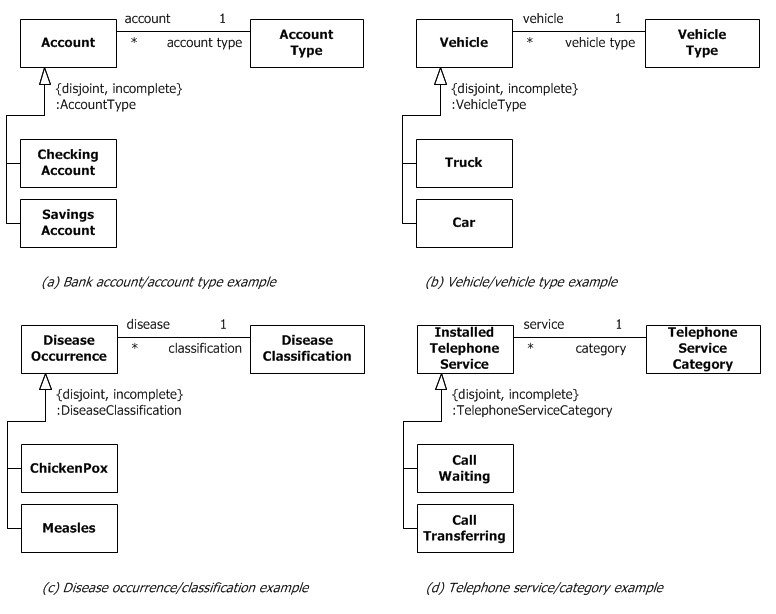 account 1
Account
* account type
Account
Type
{disjoint, incomplete}
:AccountType
Checking
Account
Savings
Account
(a) Bank account/account type example
vehicle 1
Vehicle
* vehicle type
Vehicle
Type
{disjoint, incomplete}
:VehicleType
Truck
Car
(b) Vehicle/vehicle type example
disease 1
Disease
Occurrence
* classification
Disease
Classification
{disjoint, incomplete}
:DiseaseClassification
ChickenPox
Measles
(c) Disease occurrence/classification example
service 1
Installed
Telephone
Service
* category
Telephone
Service
Category
{disjoint, incomplete}
:TelephoneServiceCategory
Call
Waiting
Call
Transferring
(d) Telephone service/category example